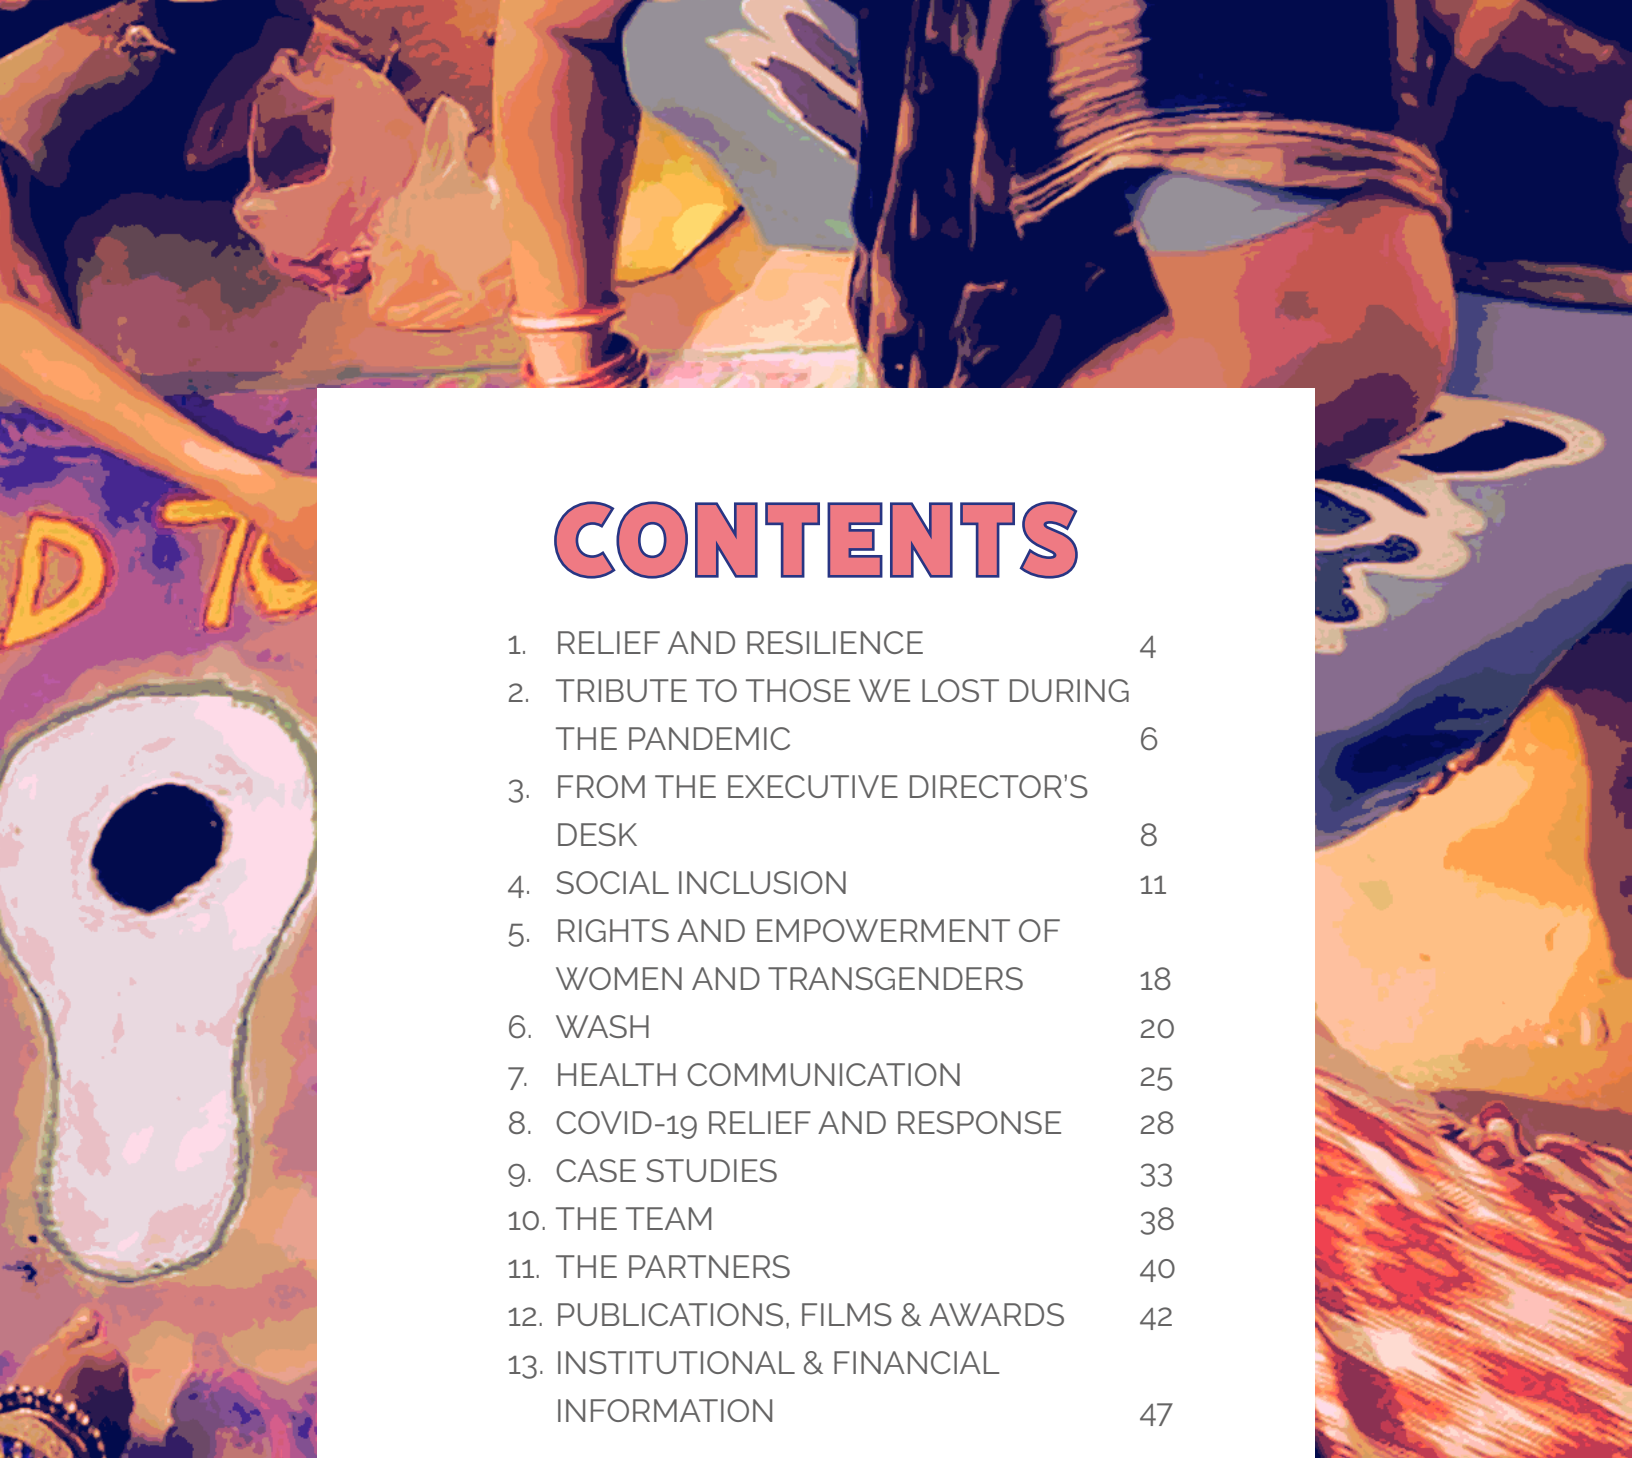 D TO
CONTENTS
1. RELIEF AND RESILIENCE 4
2. TRIBUTE TO THOSE WE LOST DURING
THE PANDEMIC 6
3. FROM THE EXECUTIVE DIRECTOR’S
DESK 8
4. SOCIAL INCLUSION 11
5. RIGHTS AND EMPOWERMENT OF
WOMEN AND TRANSGENDERS 18
6. WASH 20
7. HEALTH COMMUNICATION 25
8. COVID-19 RELIEF AND RESPONSE 28
9. CASE STUDIES 33
10. THE TEAM 38
11. THE PARTNERS 40
12. PUBLICATIONS, FILMS & AWARDS 42
13. INSTITUTIONAL & FINANCIAL
INFORMATION 47